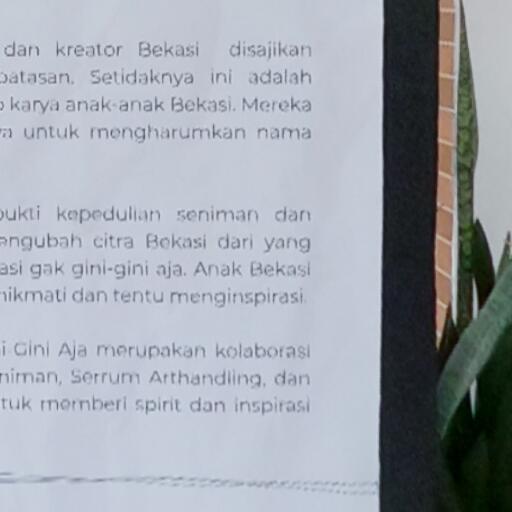 dan kreator Bekasi disajikan
batasan. Setidaknya ini adalah
karya anak-anak Bekasi. Mereka
untuk mengharumkan nama
bukti kepedulian seniman dan
angubah citra Bekasi dari yang
asi gak gini-gini aja. Anak Bekasi
nikmati dan tentu menginspirasi.
i Gini Aja merupakan kolaborasi
niman, Serrum Arthandling, dan
tuk memberi spirit dan inspirasi